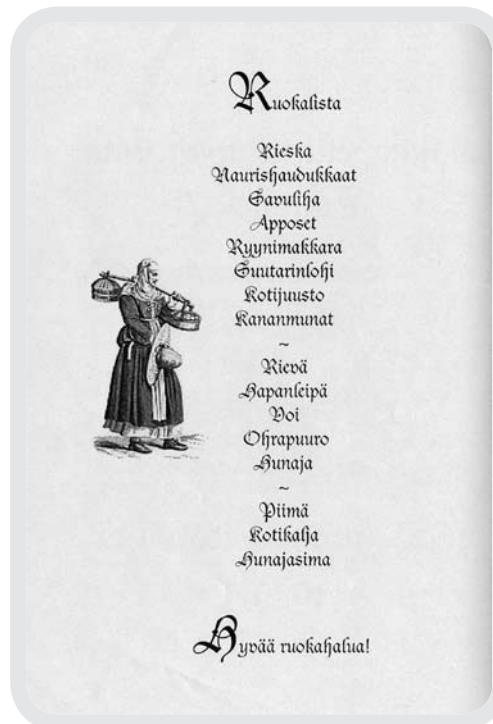 Ruokalista
Rieska
Naurishaudukkaat
Savuliha
Apposet
Ryynimakkara
Suutarinlohi
Kotijuusto
Kananmunat
~
Rievä
Hapanleipä
Voi
Ohrapuuro
Hunaja
~
Piimä
Kotikalja
Hunajasima
Hyvää ruokahalua!